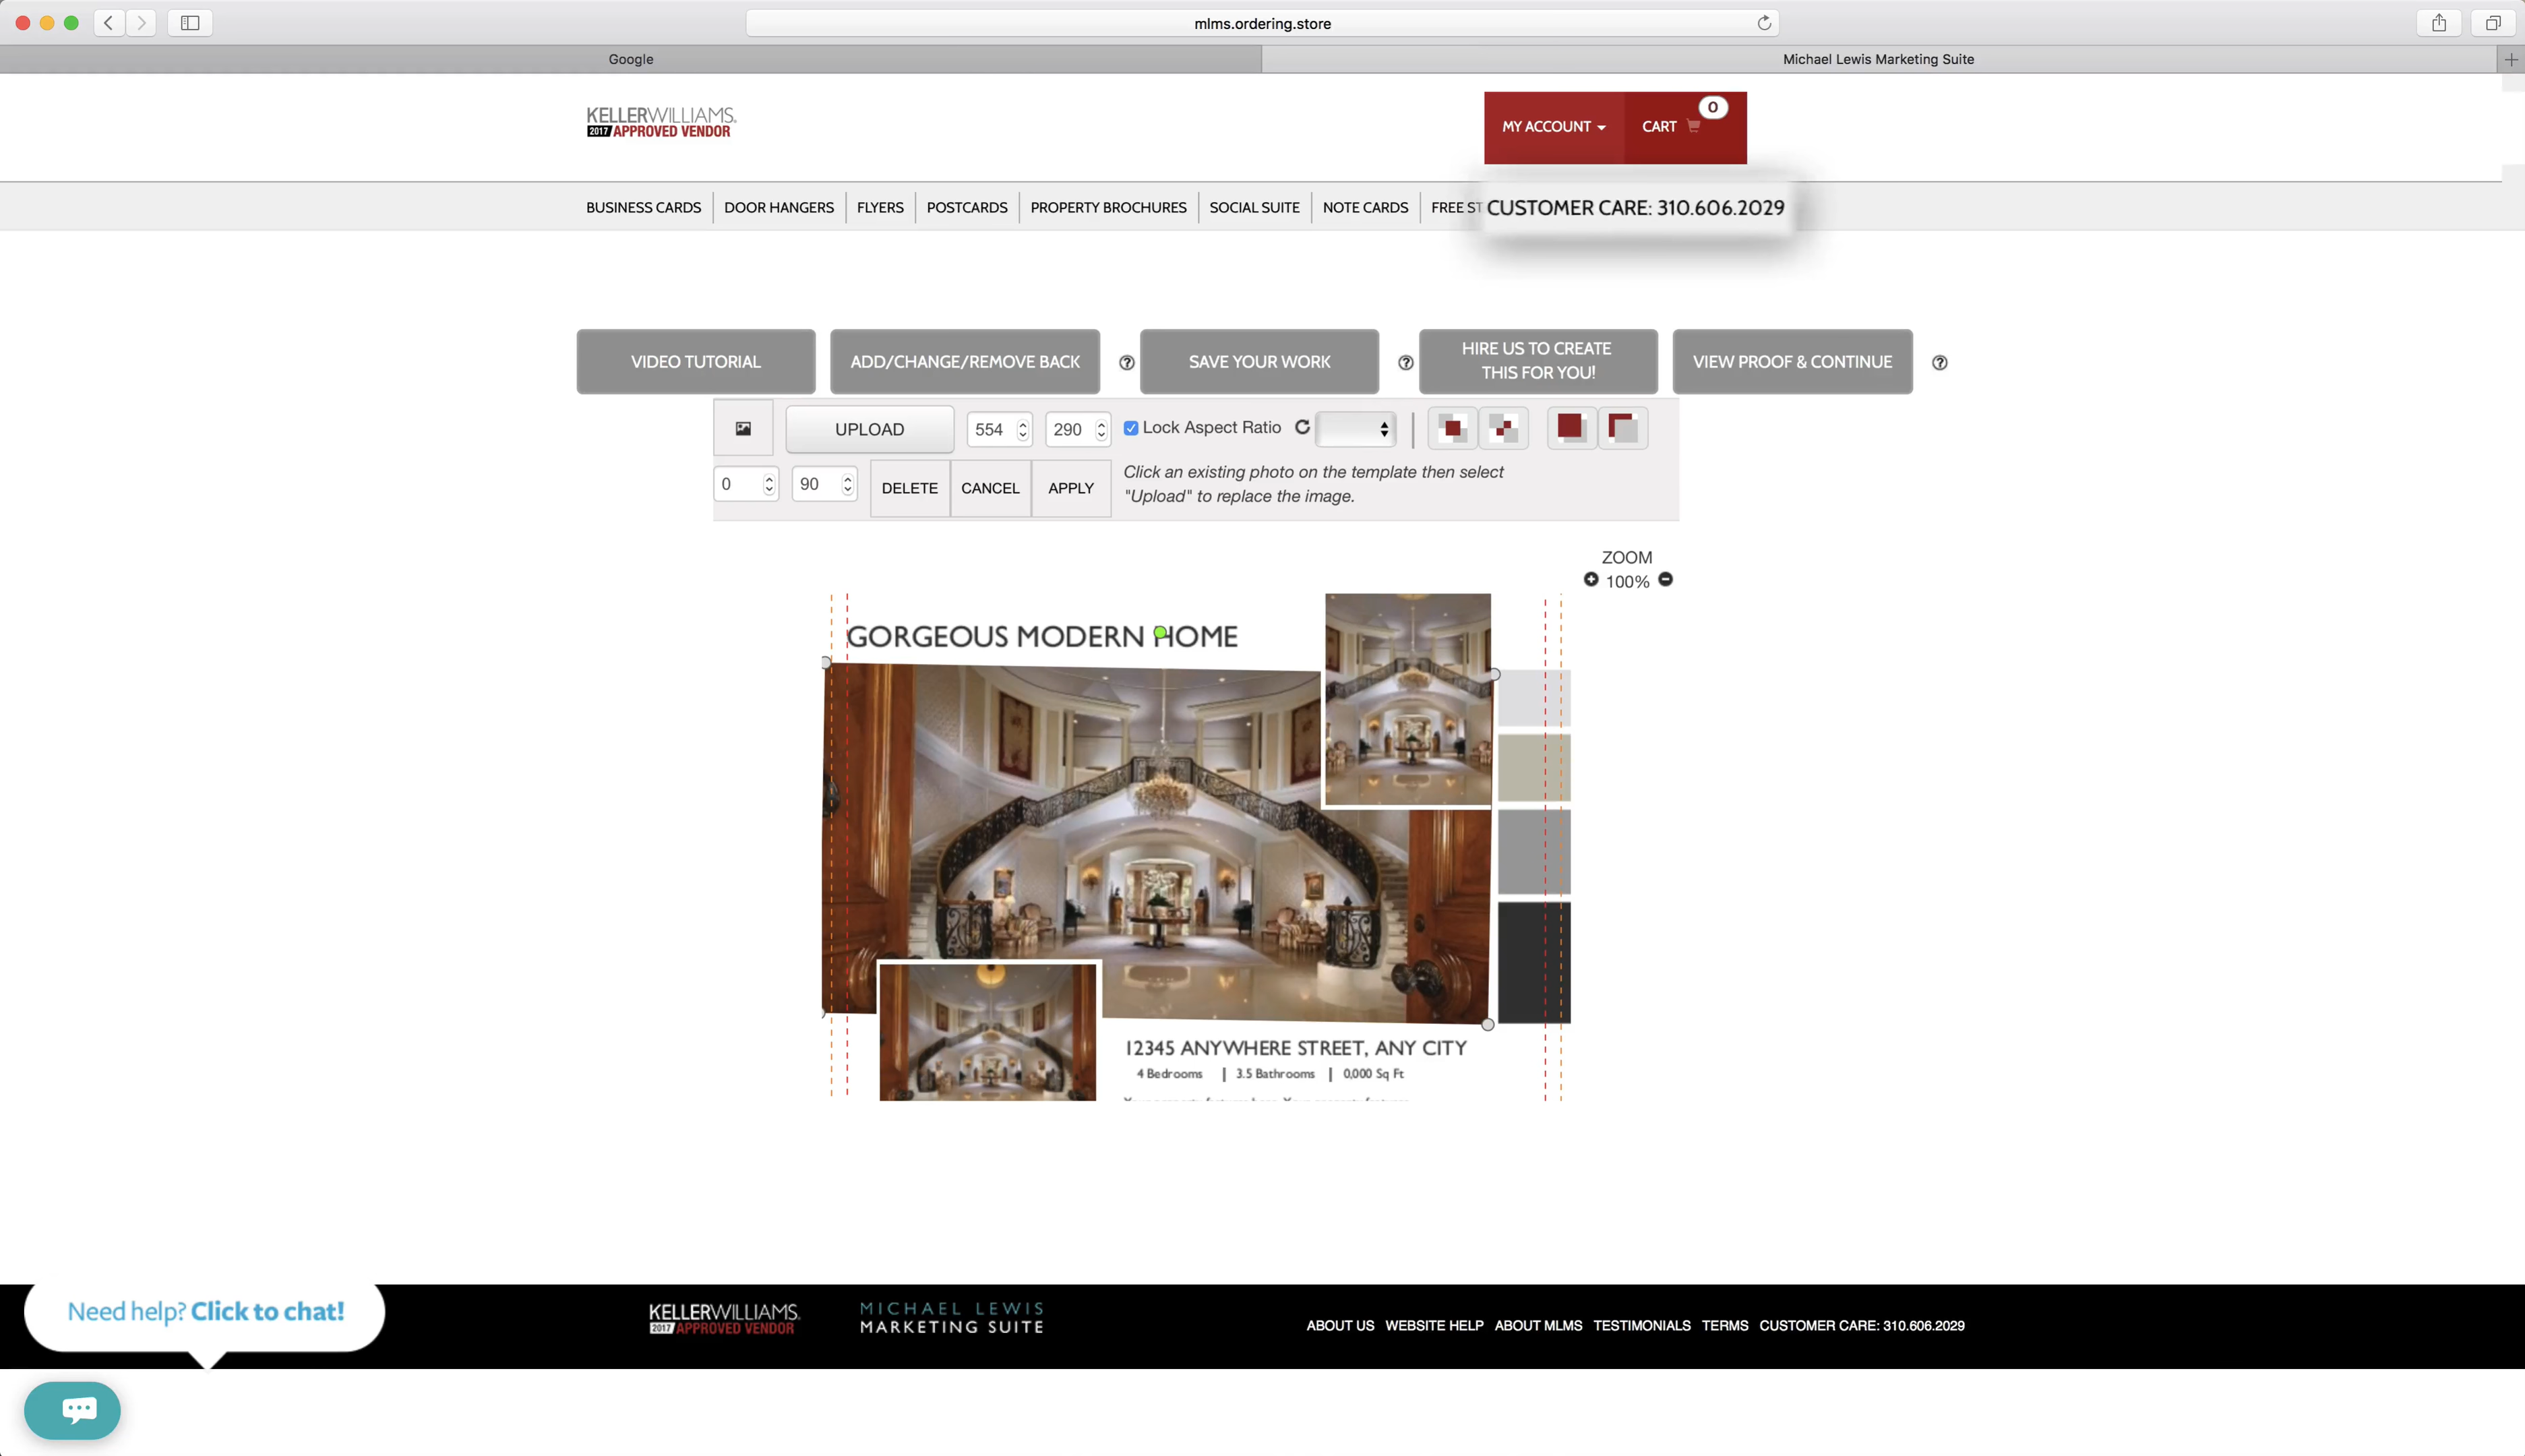 mlms.ordering.store
Google
Michael Lewis Marketing Suite
KELLERWILLIAMS.
2017 APPROVED VENDOR
MY ACCOUNT
CART
0
BUSINESS CARDS
DOOR HANGERS
FLYERS
POSTCARDS
PROPERTY BROCHURES
SOCIAL SUITE
NOTE CARDS
FREE ST
CUSTOMER CARE: 310.606.2029
VIDEO TUTORIAL
ADD/CHANGE/REMOVE BACK
SAVE YOUR WORK
HIRE US TO CREATE
THIS FOR YOU!
VIEW PROOF & CONTINUE
UPLOAD
554
290
Lock Aspect Ratio
0
90
DELETE
CANCEL
APPLY
Click an existing photo on the template then select
"Upload" to replace the image.
ZOOM
100%
GORGEOUS MODERN HOME
12345 ANYWHERE STREET, ANY CITY
4 Bedrooms | 3.5 Bathrooms | 0,000 Sq Ft
Need help? Click to chat!
KELLERWILLIAMS.
2017 APPROVED VENDOR
MICHAEL LEWIS
MARKETING SUITE
ABOUT US
WEBSITE HELP
ABOUT MLMS
TESTIMONIALS
TERMS
CUSTOMER CARE: 310.606.2029